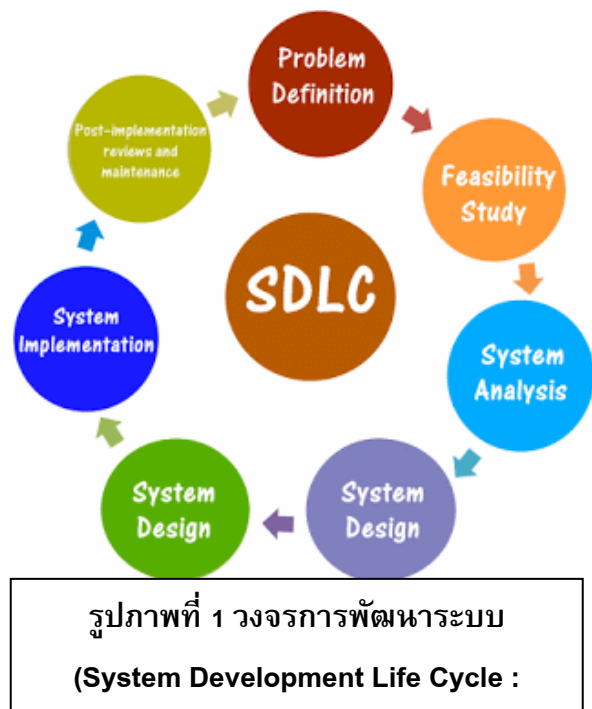 Problem
Definition
Feasibility
Study
System
Analysis
System
Design
System
Design
System
Implementation
Post-implementation
reviews and
maintenance
SDLC
รูปภาพที่ 1 วงจรการพัฒนาระบบ
(System Development Life Cycle :